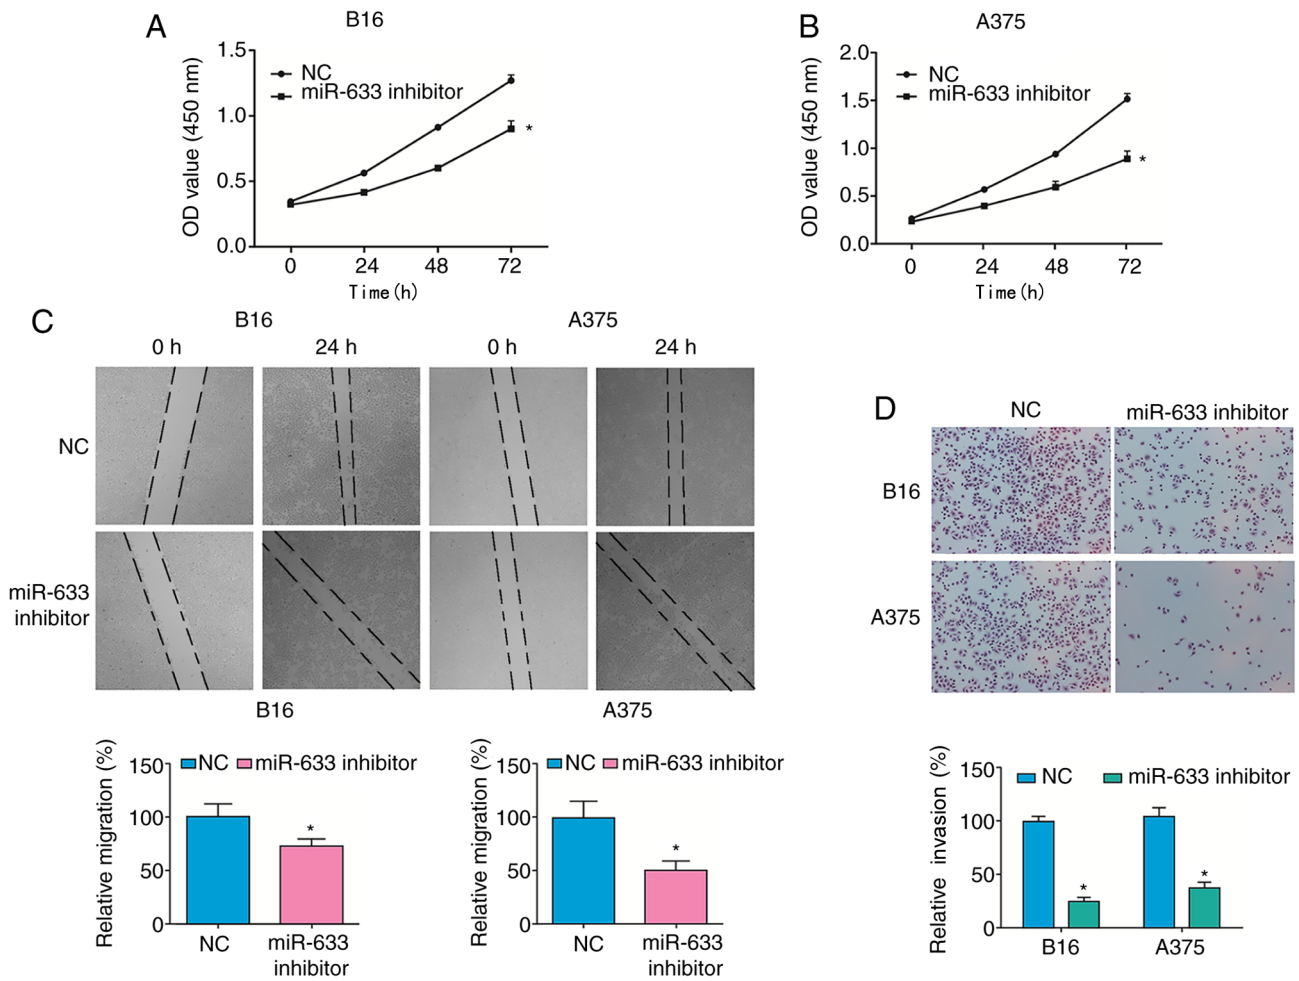 A
B16
1.5
1.0
0.5
0.0
OD value (450 nm)
NC
miR-633 inhibitor
*
0 24 48 72
Time(h)
B
A375
2.0
1.5
1.0
0.5
0.0
OD value (450 nm)
NC
miR-633 inhibitor
*
0 24 48 72
Time(h)
C
B16 A375
0 h 24 h 0 h 24 h
NC
miR-633
inhibitor
B16
Relative migration (%)
150
100
50
0
NC miR-633 inhibitor
*
NC miR-633
inhibitor
A375
Relative migration (%)
150
100
50
0
NC miR-633 inhibitor
*
NC miR-633
inhibitor
D
NC miR-633 inhibitor
B16
A375
Relative invasion (%)
150
100
50
0
NC miR-633 inhibitor
* *
B16 A375